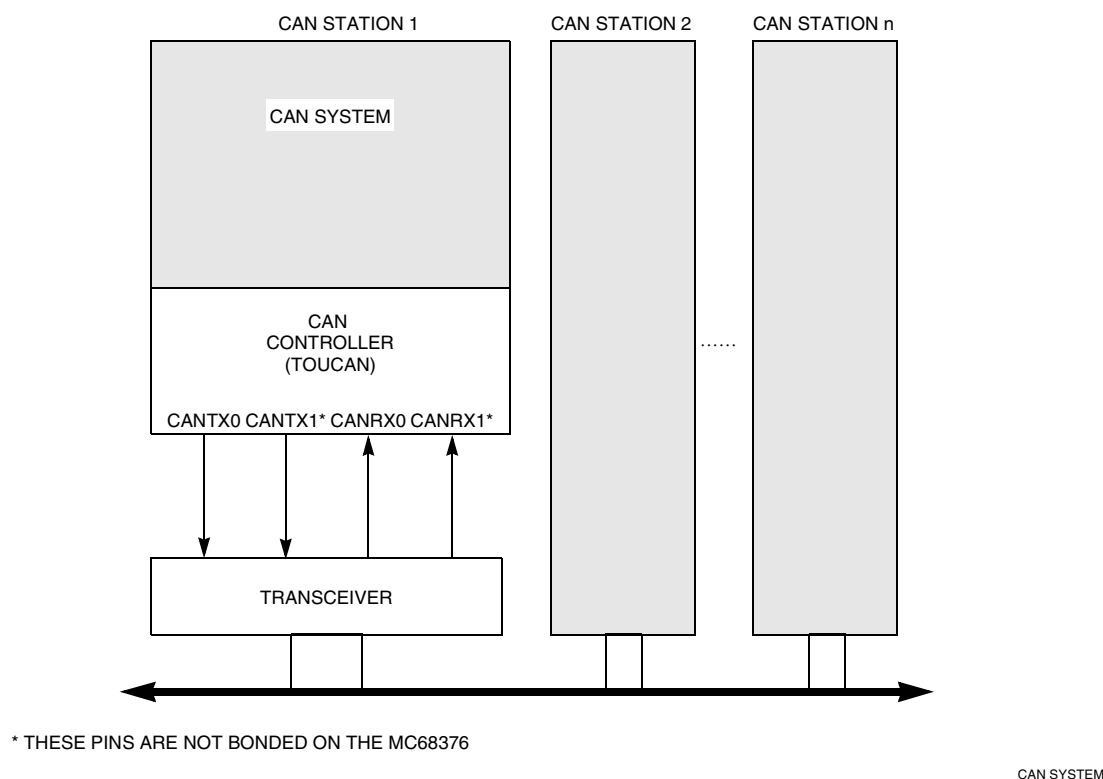 CAN STATION 1
CAN STATION 2
CAN STATION n
CAN SYSTEM
CAN
CONTROLLER
(TOUCAN)
......
CANTX0 CANTX1* CANRX0 CANRX1*
TRANSCEIVER
* THESE PINS ARE NOT BONDED ON THE MC68376
CAN SYSTEM